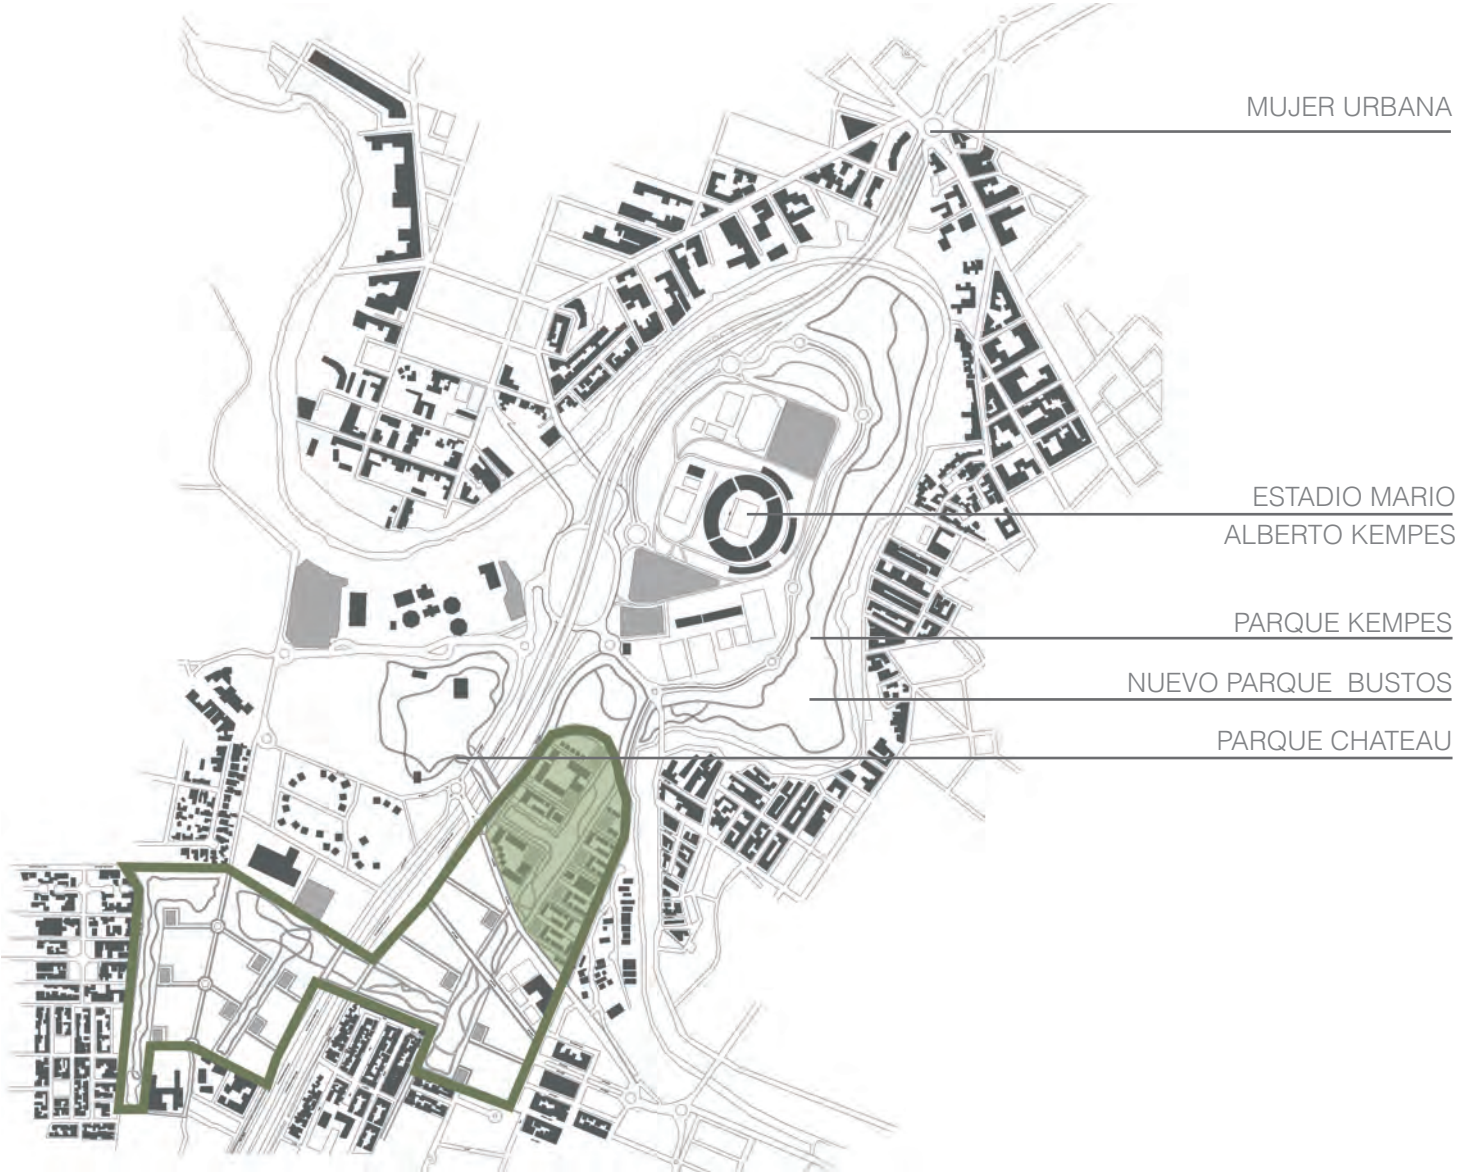 MUJER URBANA
ESTADIO MARIO
ALBERTO KEMPES
PARQUE KEMPES
NUEVO PARQUE BUSTOS
PARQUE CHATEAU